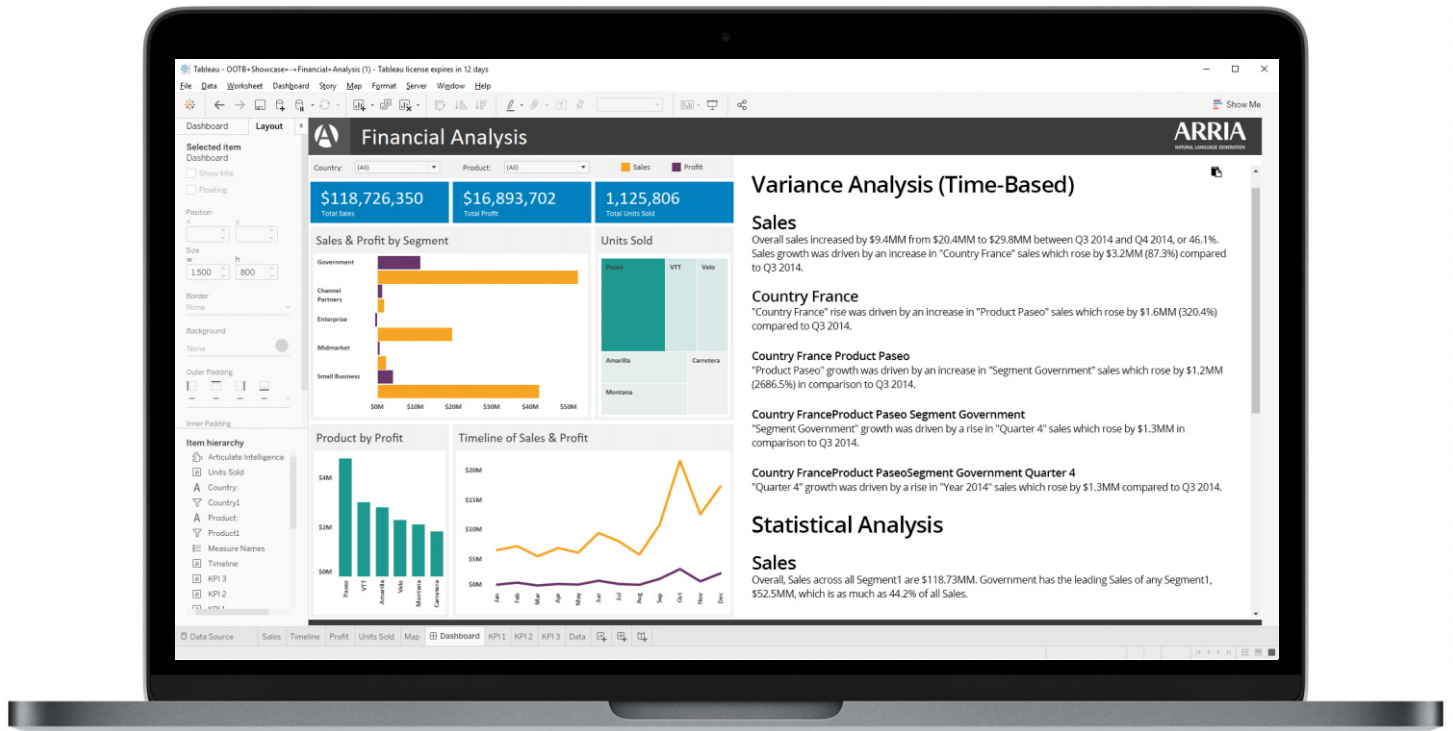 Tableau - OOTB+Showcase+-+Financial+Analysis (1) - Tableau license expires in 12 days
File Data Worksheet Dashboard Story Map Format Server Window Help
Show Me
Dashboard Layout
Selected item
Dashboard
Show title
Floating
Position
x y
Size
w h
1,500 800
Border
None
Background
None
Outer Padding
Inner Padding
Item hierarchy
Articulate Intelligence
Units Sold
Country:
Country1
Product:
Product1
Measure Names
Timeline
KPI 3
KPI 2
KPI 1
Financial Analysis
ARRIA
NATURAL LANGUAGE GENERATION
Country: (All) Product: (All) Sales Profit
$118,726,350
Total Sales
$16,893,702
Total Profit
1,125,806
Total Units Sold
Sales & Profit by Segment
Government
Channel
Partners
Enterprise
Midmarket
Small Business
$0M $10M $20M $30M $40M $50M
Units Sold
Paseo VTT Velo
Amarilla Carretera
Montana
Product by Profit
$4M
$2M
$0M
Paseo VTT Amarilla Velo Montana Carretera
Timeline of Sales & Profit
$20M
$15M
$10M
$5M
$0M
Jan Feb Mar Apr May Jun Jul Aug Sep Oct Nov Dec
Variance Analysis (Time-Based)
Sales
Overall sales increased by $9.4MM from $20.4MM to $29.8MM between Q3 2014 and Q4 2014, or 46.1%.
Sales growth was driven by an increase in "Country France" sales which rose by $3.2MM (87.3%) compared
to Q3 2014.
Country France
"Country France" rise was driven by an increase in "Product Paseo" sales which rose by $1.6MM (320.4%)
compared to Q3 2014.
Country France Product Paseo
"Product Paseo" growth was driven by an increase in "Segment Government" sales which rose by $1.2MM
(2686.5%) in comparison to Q3 2014.
Country FranceProduct Paseo Segment Government
"Segment Government" growth was driven by a rise in "Quarter 4" sales which rose by $1.3MM in
comparison to Q3 2014.
Country FranceProduct PaseoSegment Government Quarter 4
"Quarter 4" growth was driven by a rise in "Year 2014" sales which rose by $1.3MM compared to Q3 2014.
Statistical Analysis
Sales
Overall, Sales across all Segment1 are $118.73MM. Government has the leading Sales of any Segment1,
$52.5MM, which is as much as 44.2% of all Sales.
Data Source Sales Timeline Profit Units Sold Map Dashboard KPI 1 KPI 2 KPI 3 Data